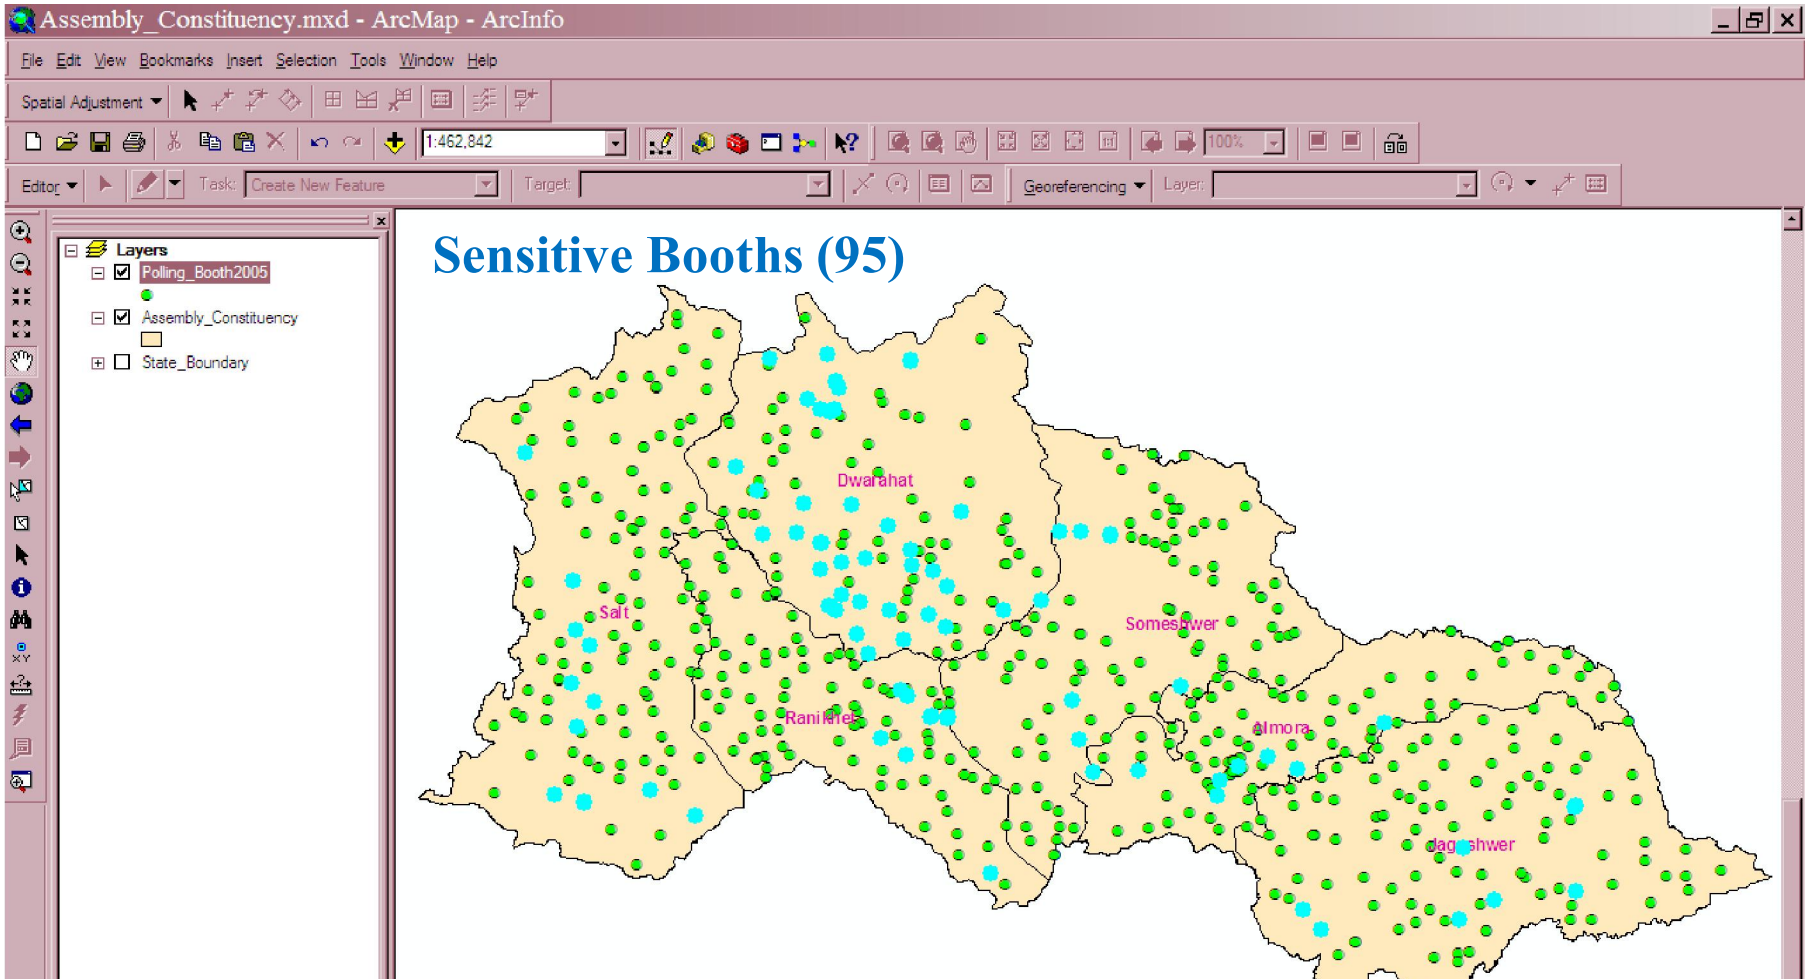 Assembly_Constituency.mxd - ArcMap - ArcInfo
File Edit View Bookmarks Insert Selection Tools Window Help
Spatial Adjustment
1:462,842
100%
Editor Task: Create New Feature Target: Georeferencing Layer:
Layers
Polling_Booth2005
Assembly_Constituency
State_Boundary
Sensitive Booths (95)
Dwarahat
Salt
Someshwer
Ranikhet
Almora
Jageshwer